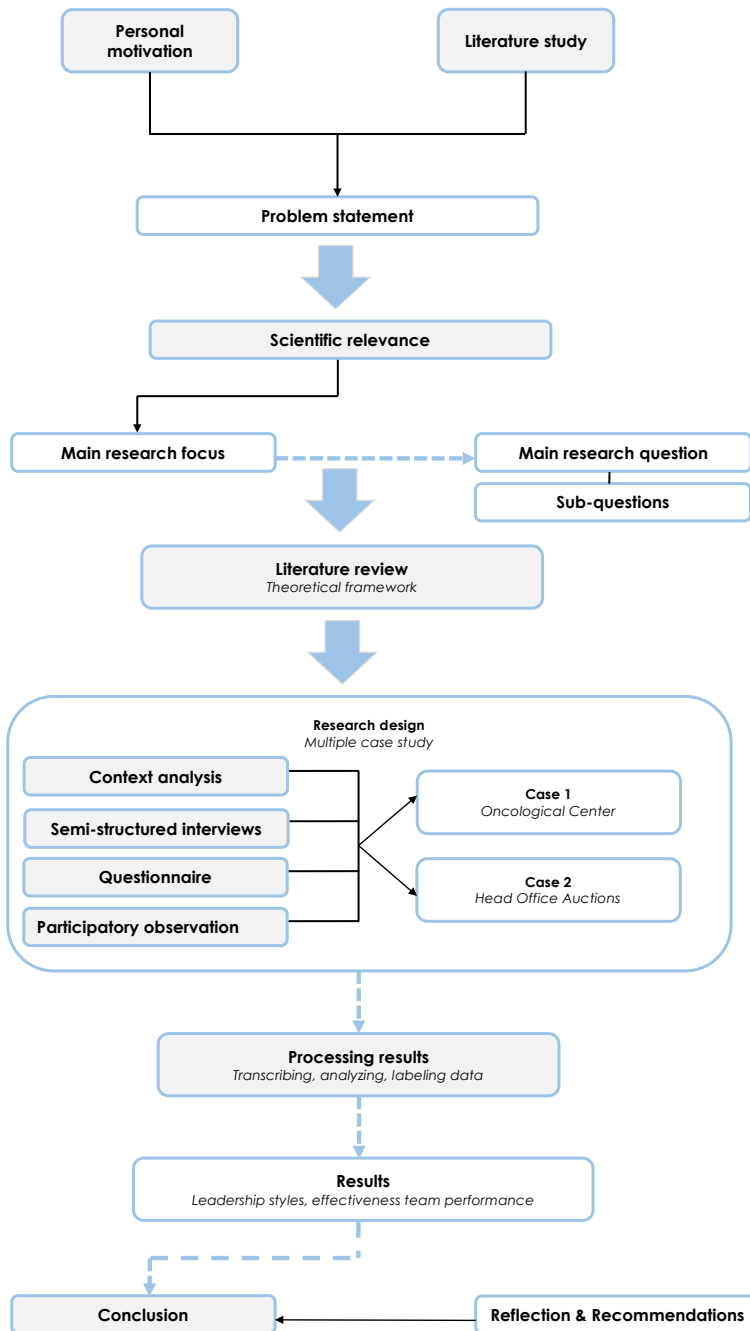 Personal
motivation
Literature study
Problem statement
Scientific relevance
Main research focus
Main research question
Sub-questions
Literature review
Theoretical framework
Research design
Multiple case study
Context analysis
Semi-structured interviews
Questionnaire
Participatory observation
Case 1
Oncological Center
Case 2
Head Office Auctions
Processing results
Transcribing, analyzing, labeling data
Results
Leadership styles, effectiveness team performance
Conclusion
Reflection & Recommendations